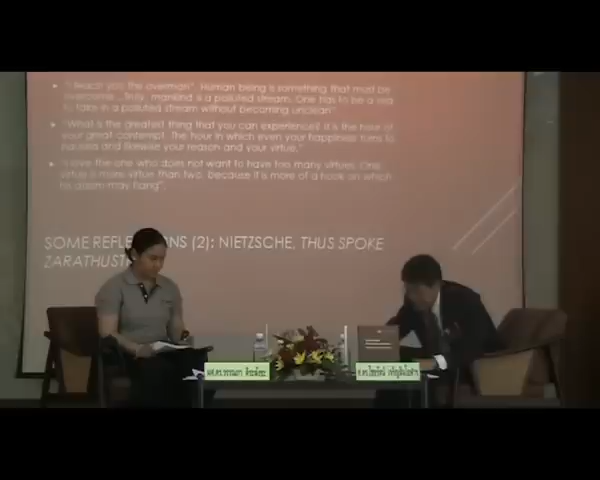 "I teach you the overman". Human being is something that must be
overcome...Truly, mankind is a polluted stream. One has to be a sea
to take in a polluted stream without becoming unclean"
"What is the greatest thing that you can experience? It is the hour of
your great contempt. The hour in which even your happiness turns to
nausea and likewise your reason and your virtue."
"I love the one who does not want to have too many virtues. One
virtue is more virtue than two, because it is more of a hook on which
his doom may hang".
SOME REFLECTIONS (2): NIETZSCHE, THUS SPOKE
ZARATHUSTRA